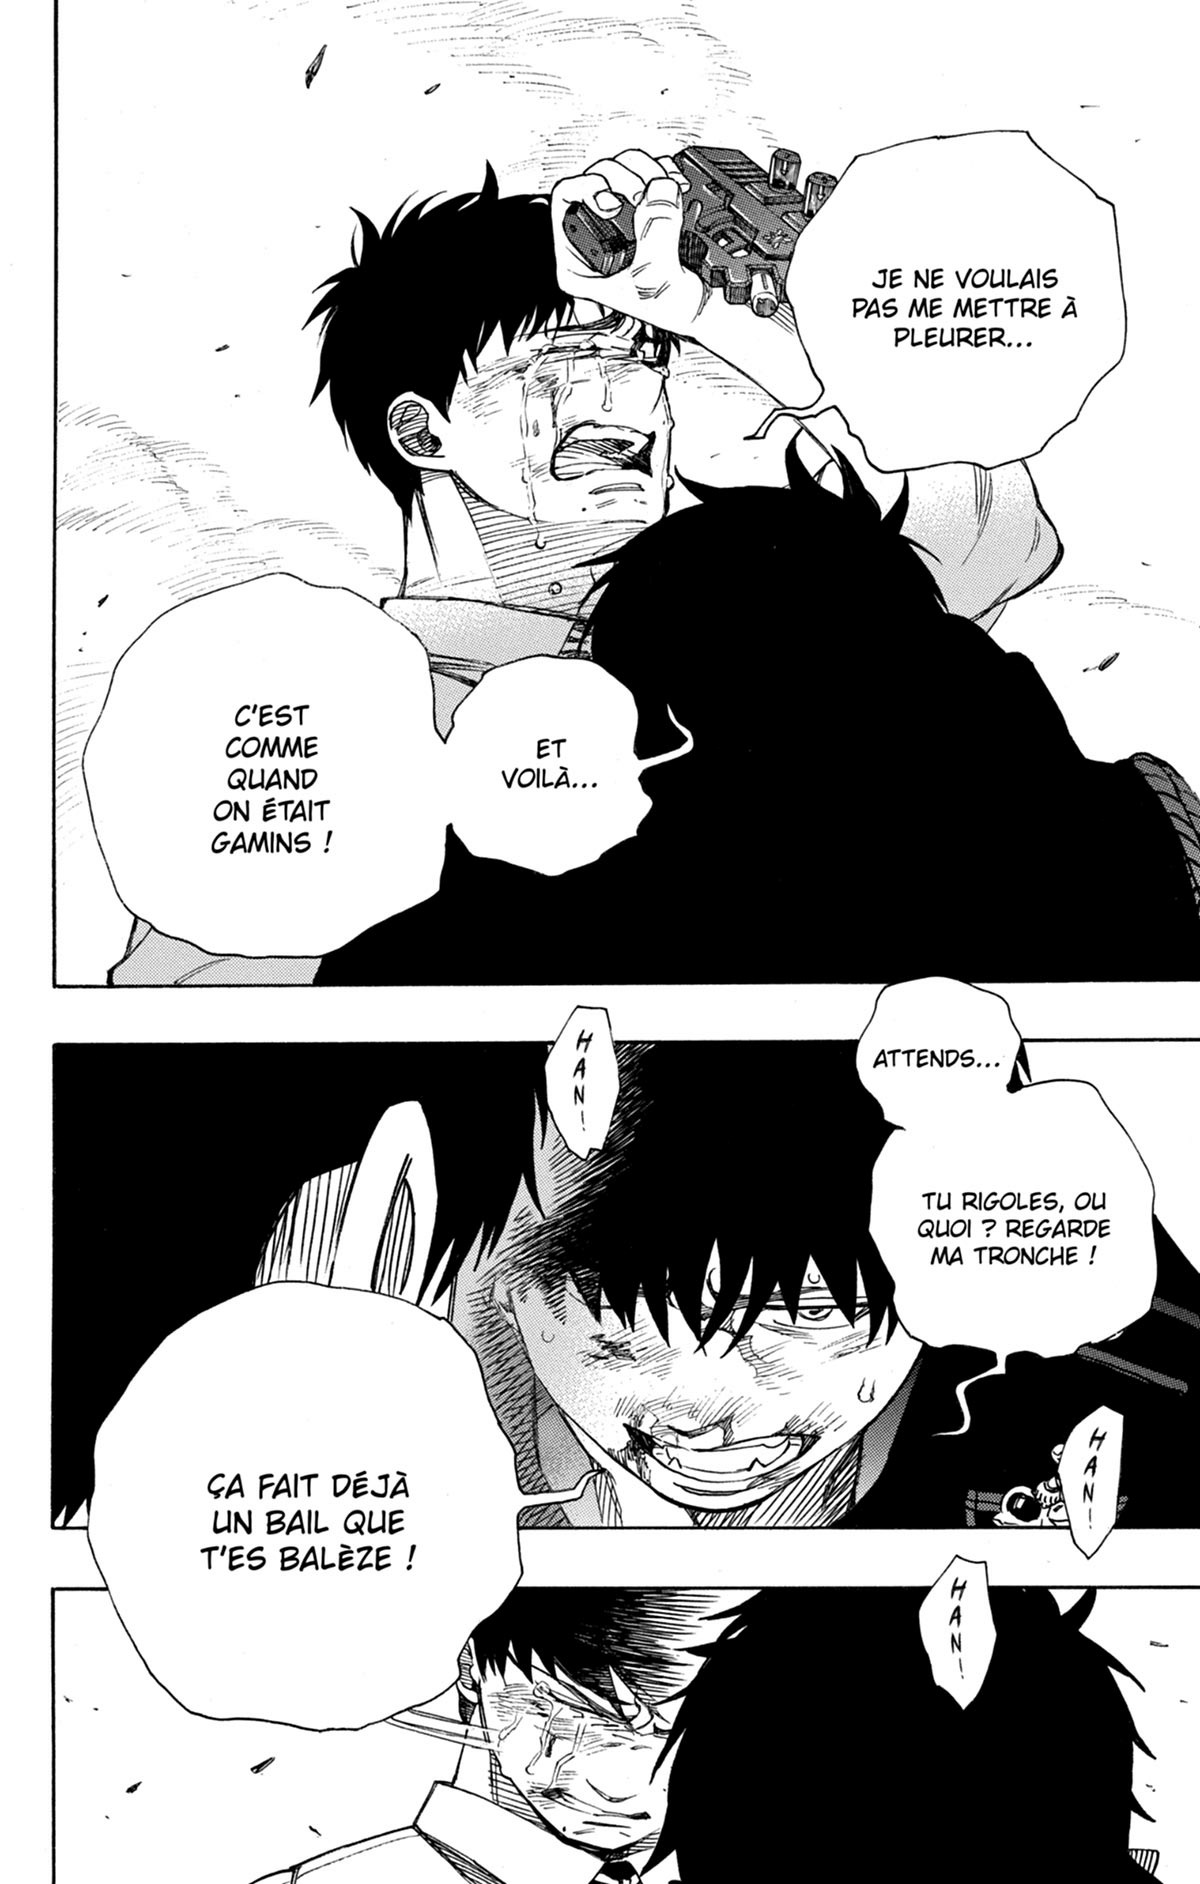 JE NE VOULAIS
PAS ME METTRE À
PLEURER...
ET
VOILÀ...
C'EST
COMME
QUAND
ON ÉTAIT
GAMINS !
HAN!
ATTENDS...
TU RIGOLES, OU
QUOI ? REGARDE
MA TRONCHE !
HAN!
ÇA FAIT DÉJÀ
UN BAIL QUE
T'ES BALÈZE !
HAN!